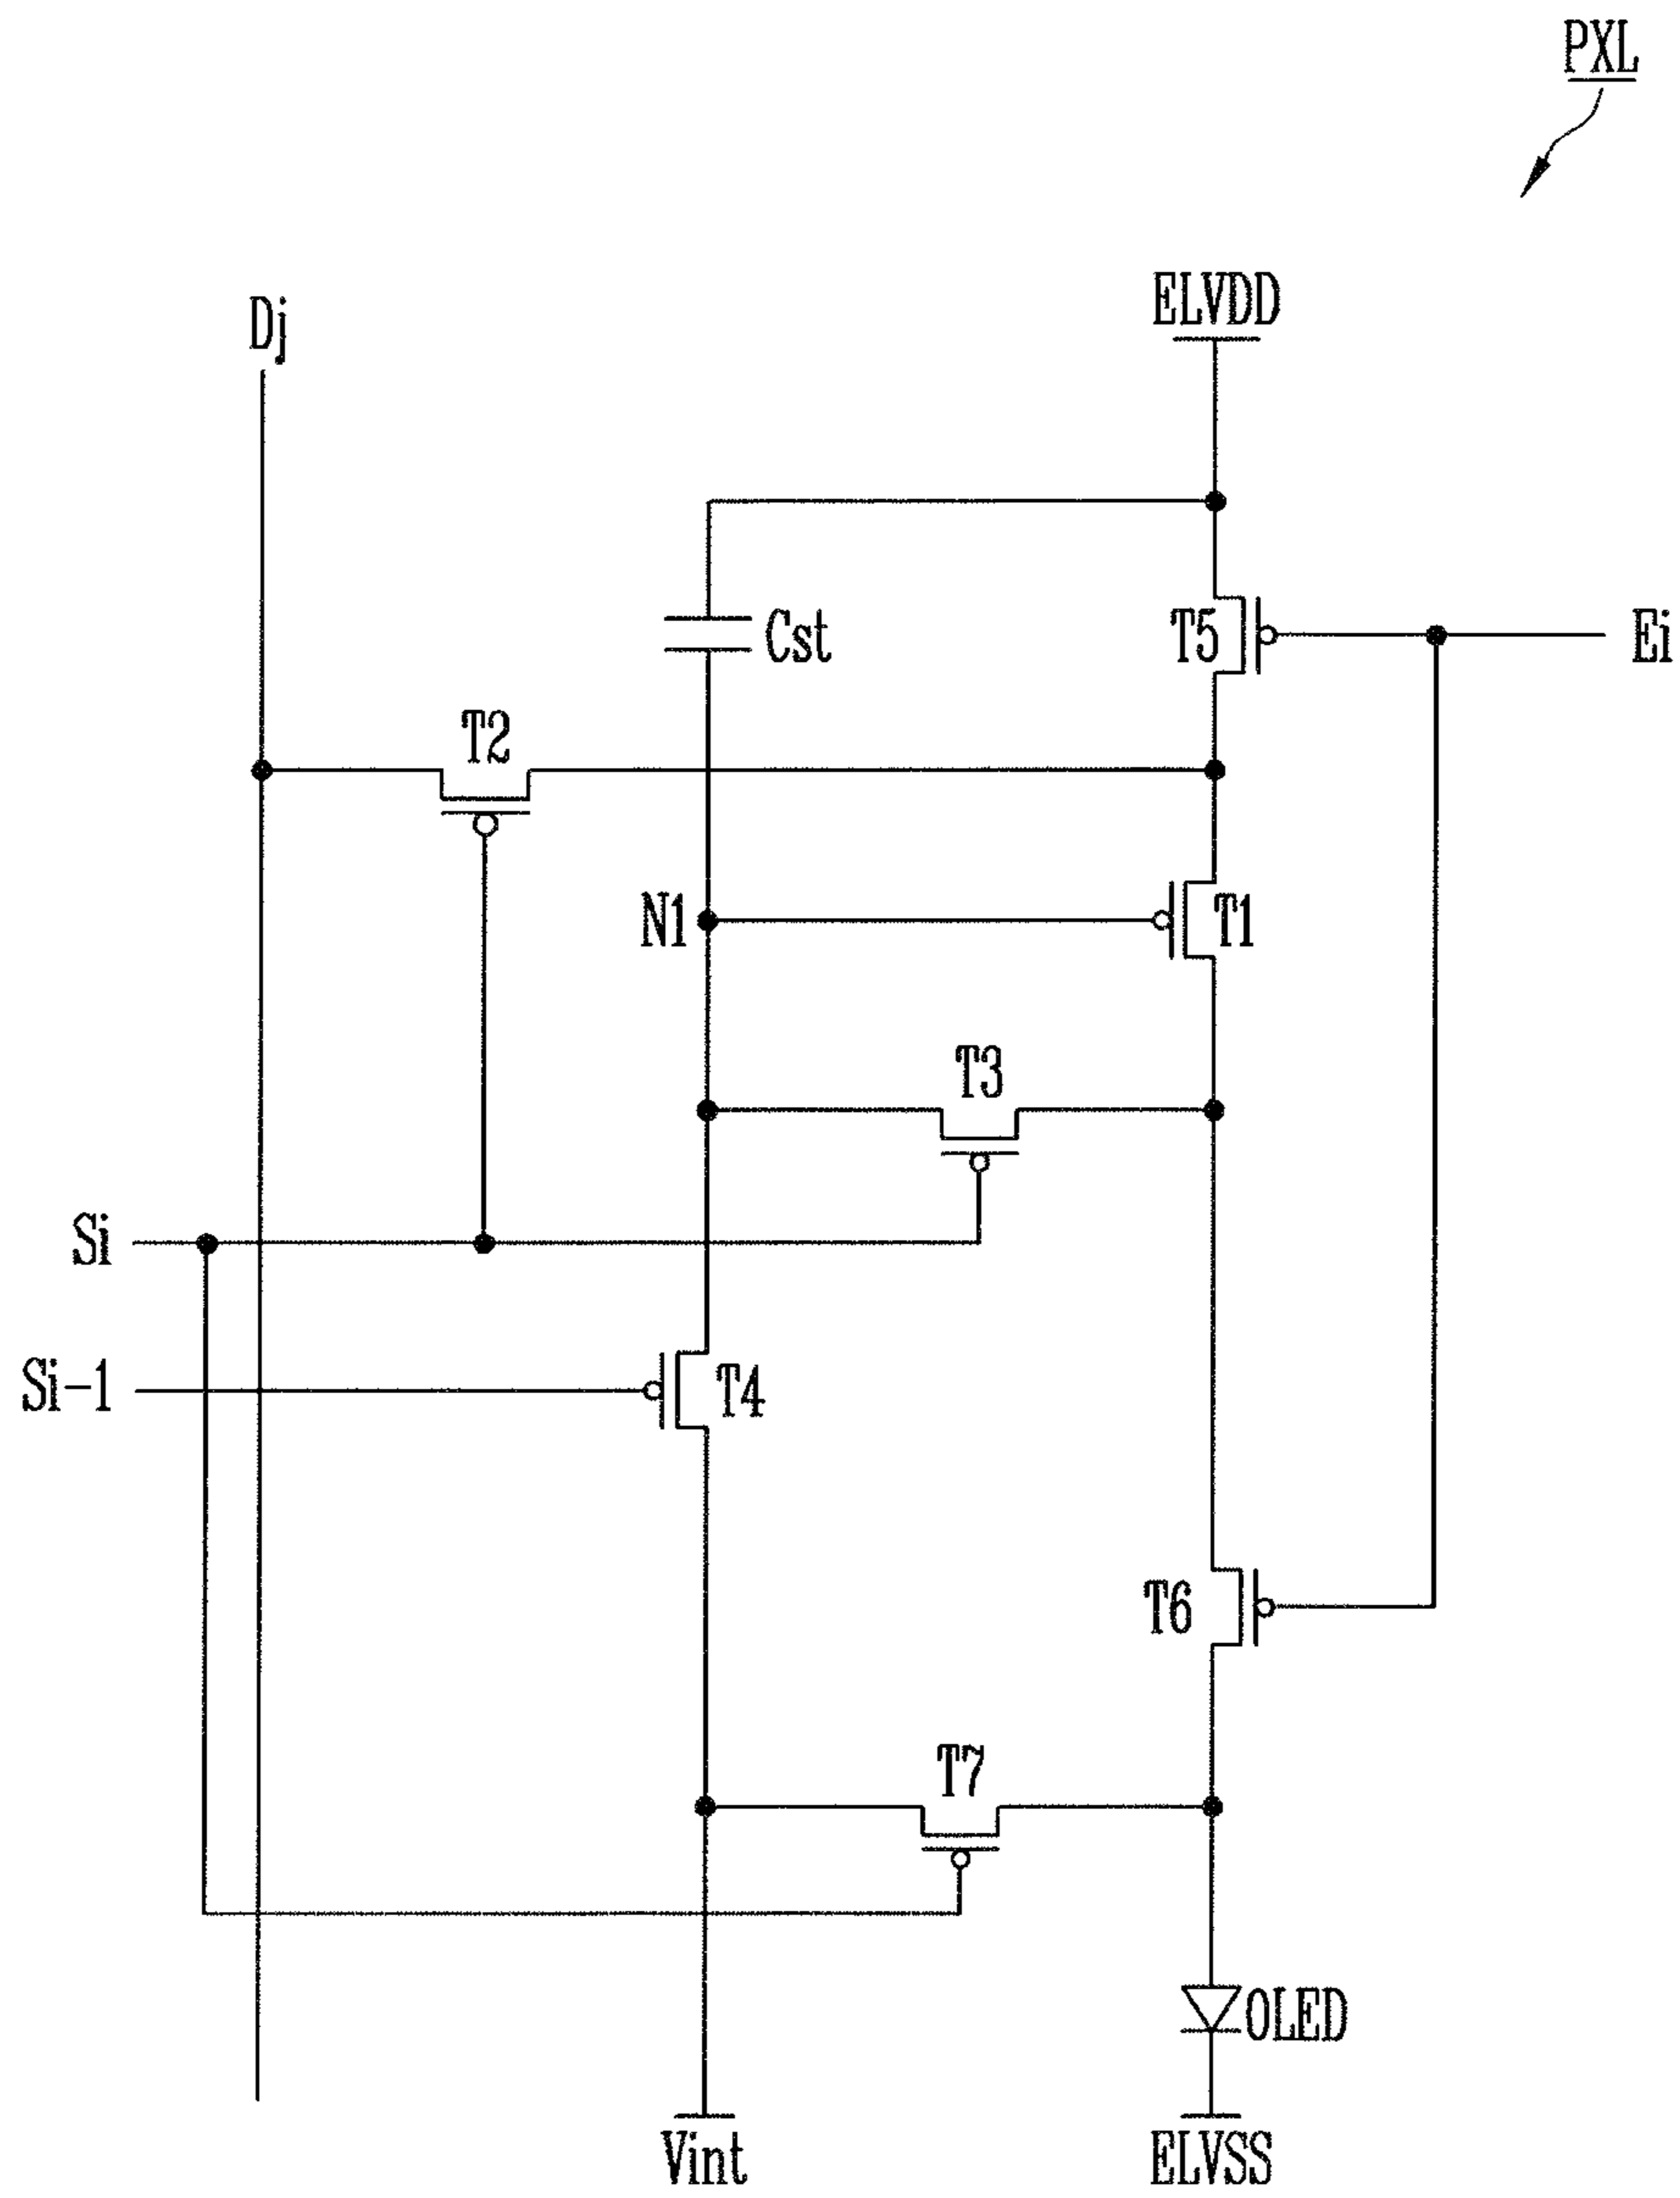 PXL
ELVDD
Dj
Cst
T5
Ei
T2
N1
T1
T3
Si
Si-1
T4
T6
T7
OLED
Vint
ELVSS